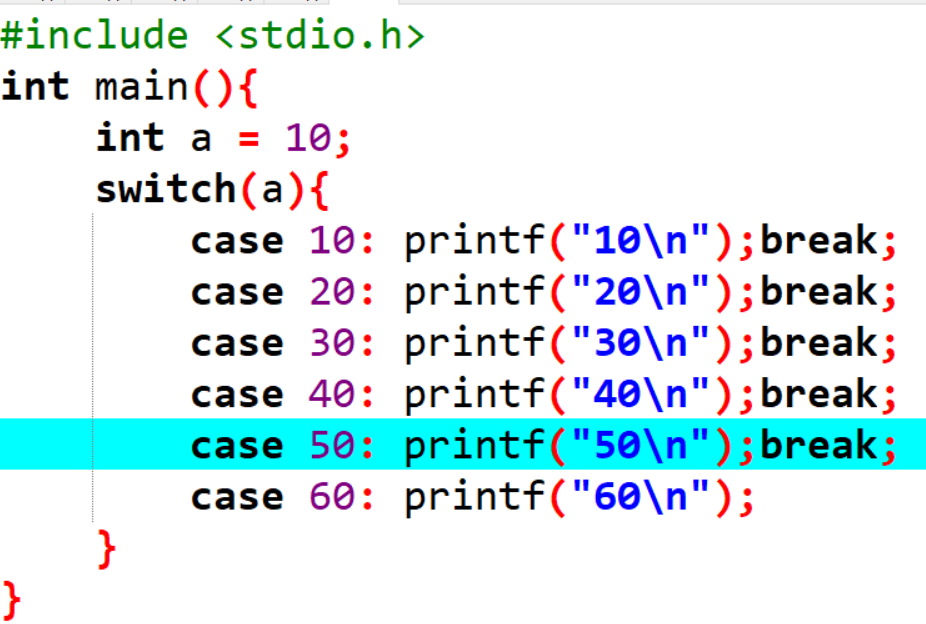 #include <stdio.h>
int main(){
    int a = 10;
    switch(a){
        case 10: printf("10\n");break;
        case 20: printf("20\n");break;
        case 30: printf("30\n");break;
        case 40: printf("40\n");break;
        case 50: printf("50\n");break;
        case 60: printf("60\n");
    }
}